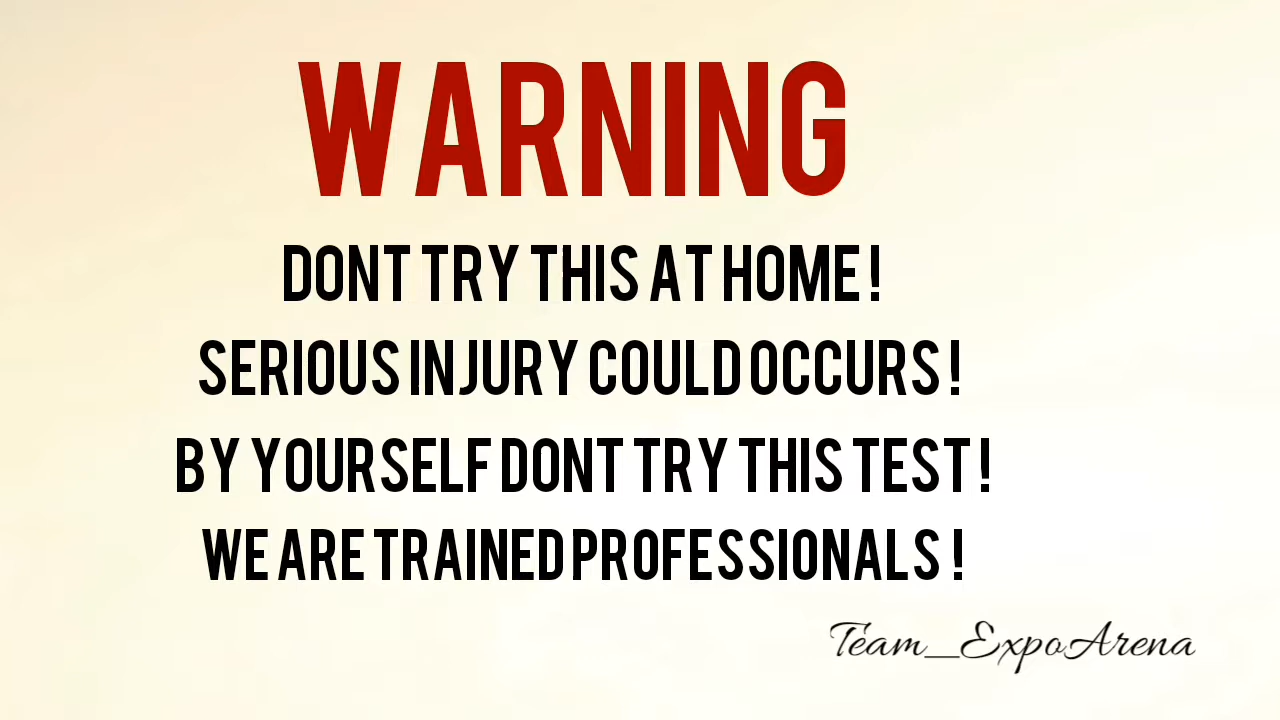 WARNING
DONT TRY THIS AT HOME !
SERIOUS INJURY COULD OCCURS !
BY YOURSELF DONT TRY THIS TEST !
WE ARE TRAINED PROFESSIONALS !
Team_ExpoArena